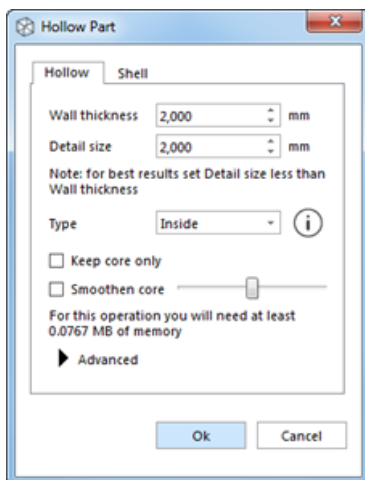 Hollow Part
Hollow Shell
Wall thickness 2,000 mm
Detail size 2,000 mm
Note: for best results set Detail size less than
Wall thickness
Type Inside i
Keep core only
Smoothen core
For this operation you will need at least
0.0767 MB of memory
Advanced
Ok Cancel